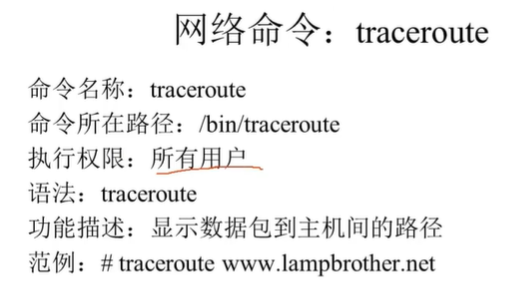 网络命令：traceroute
命令名称：traceroute
命令所在路径：/bin/traceroute
执行权限：所有用户
语法：traceroute
功能描述：显示数据包到主机间的路径
范例：# traceroute www.lampbrother.net